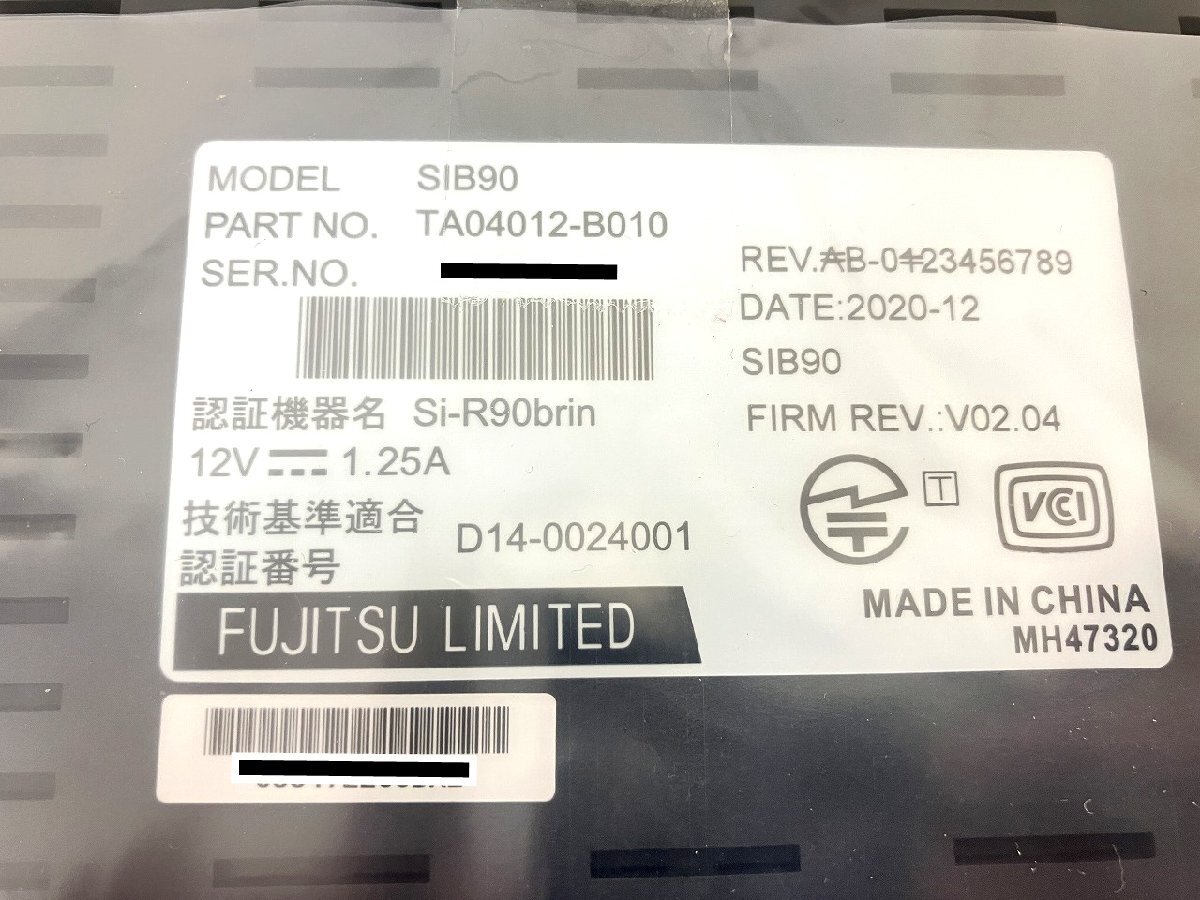 MODEL SIB90
PART NO. TA04012-B010
SER.NO.
REV.AB-0123456789
DATE:2020-12
SIB90
認証機器名 Si-R90brin
FIRM REV.:V02.04
12V 1.25A
技術基準適合
認証番号 D14-0024001
T
VCI
MADE IN CHINA
MH47320
FUJITSU LIMITED